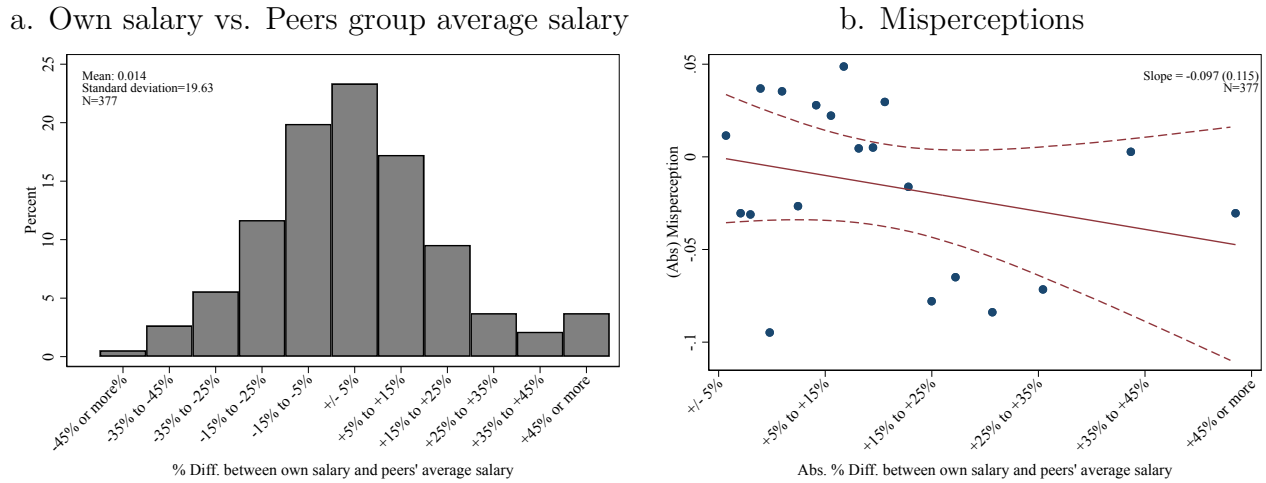 a. Own salary vs. Peers group average salary
Mean: 0.014
Standard deviation=19.63
N=377
Percent
25
20
15
10
5
0
-45% or more%
-35% to -45%
-35% to -25%
-15% to -25%
-15% to -5%
+/- 5%
+5% to +15%
+15% to +25%
+25% to +35%
+35% to +45%
+45% or more
% Diff. between own salary and peers' average salary
b. Misperceptions
Slope = -0.097 (0.115)
N=377
(Abs) Misperception
.05
0
-.05
-.1
+/- 5%
+5% to +15%
+15% to +25%
+25% to +35%
+35% to +45%
+45% or more
Abs. % Diff. between own salary and peers' average salary